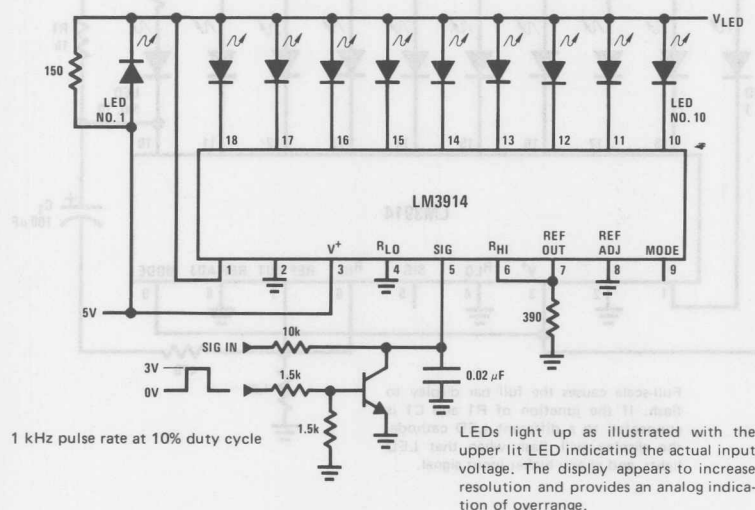 V_LED
150
LED
NO. 1
LED
NO. 10
18 17 16 15 14 13 12 11 10
LM3914
V+ R_LO SIG R_HI REF OUT REF ADJ MODE
1 2 3 4 5 6 7 8 9
5V
SIG IN
10k
390
3V
0V
1.5k
0.02 µF
1.5k
1 kHz pulse rate at 10% duty cycle
LEDs light up as illustrated with the
upper lit LED indicating the actual input
voltage. The display appears to increase
resolution and provides an analog indica-
tion of overrange.